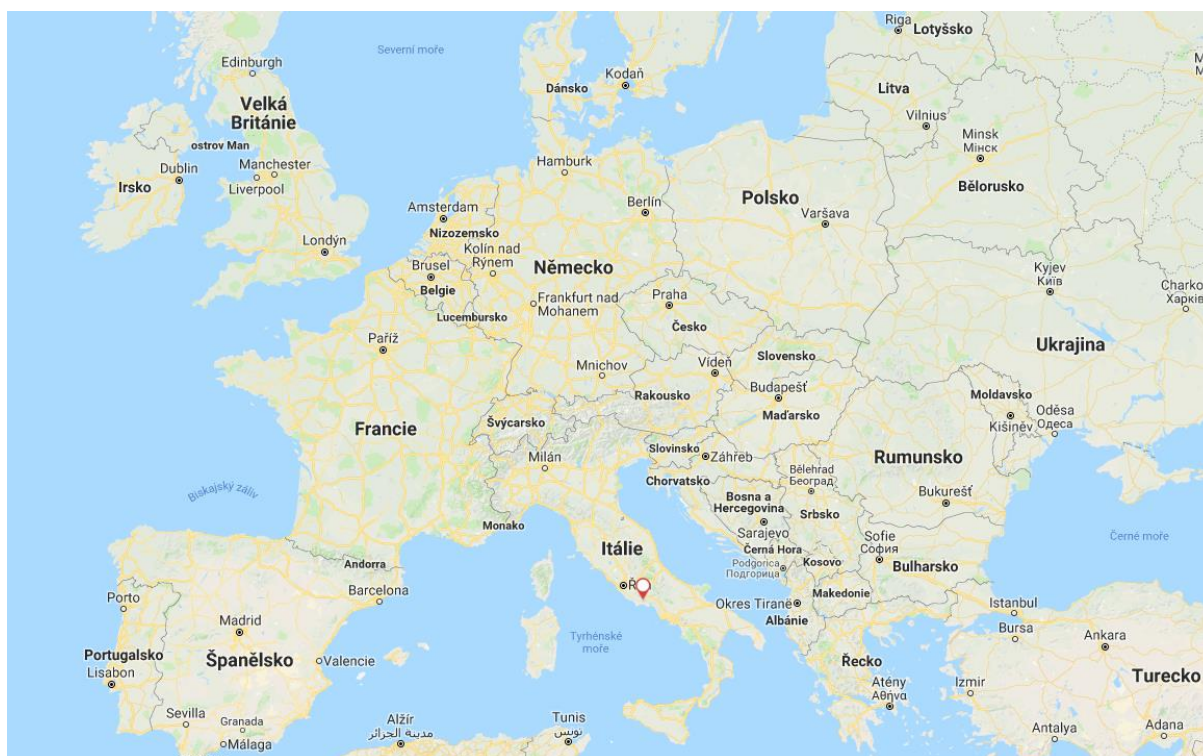 Riga
Lotyšsko
Severní moře
Edinburgh
Kodaň
Dánsko
Litva
Velká
Británie
Vilnius
Minsk
Мінск
ostrov Man
Manchester
Hamburk
Dublin
Irsko
Liverpool
Bělorusko
Polsko
Amsterdam
Berlín
Varšava
Nizozemsko
Londýn
Kolín nad
Rýnem
Brusel
Německo
Kyjev
Київ
Belgie
Charko
Харків
Praha
Frankfurt nad
Mohanem
Lucembursko
Česko
Paříž
Ukrajina
Slovensko
Mnichov
Vídeň
Budapešť
Rakousko
Moldavsko
Maďarsko
Oděsa
Одеса
Kišiněv
Francie
Švýcarsko
Slovinsko
Záhřeb
Milán
Rumunsko
Bělehrad
Београд
Chorvatsko
Biskajský záliv
Bosna a
Hercegovina
Bukurešť
Srbsko
Monako
Sarajevo
Sofie
София
Černé moře
Itálie
Černá Hora
Podgorica
Подгорица
Kosovo
Bulharsko
Andorra
Barcelona
Makedonie
Porto
Okres Tiranë
Istanbul
Albánie
Madrid
Bursa
Ankara
Tyrhénské
moře
Portugalsko
Španělsko
Valencie
Řecko
Lisabon
Turecko
Atény
Αθήνα
Izmir
Sevilla
Granada
Málaga
Alžír
مدينة الجزائر
Tunis
تونس
Antalya
Adana